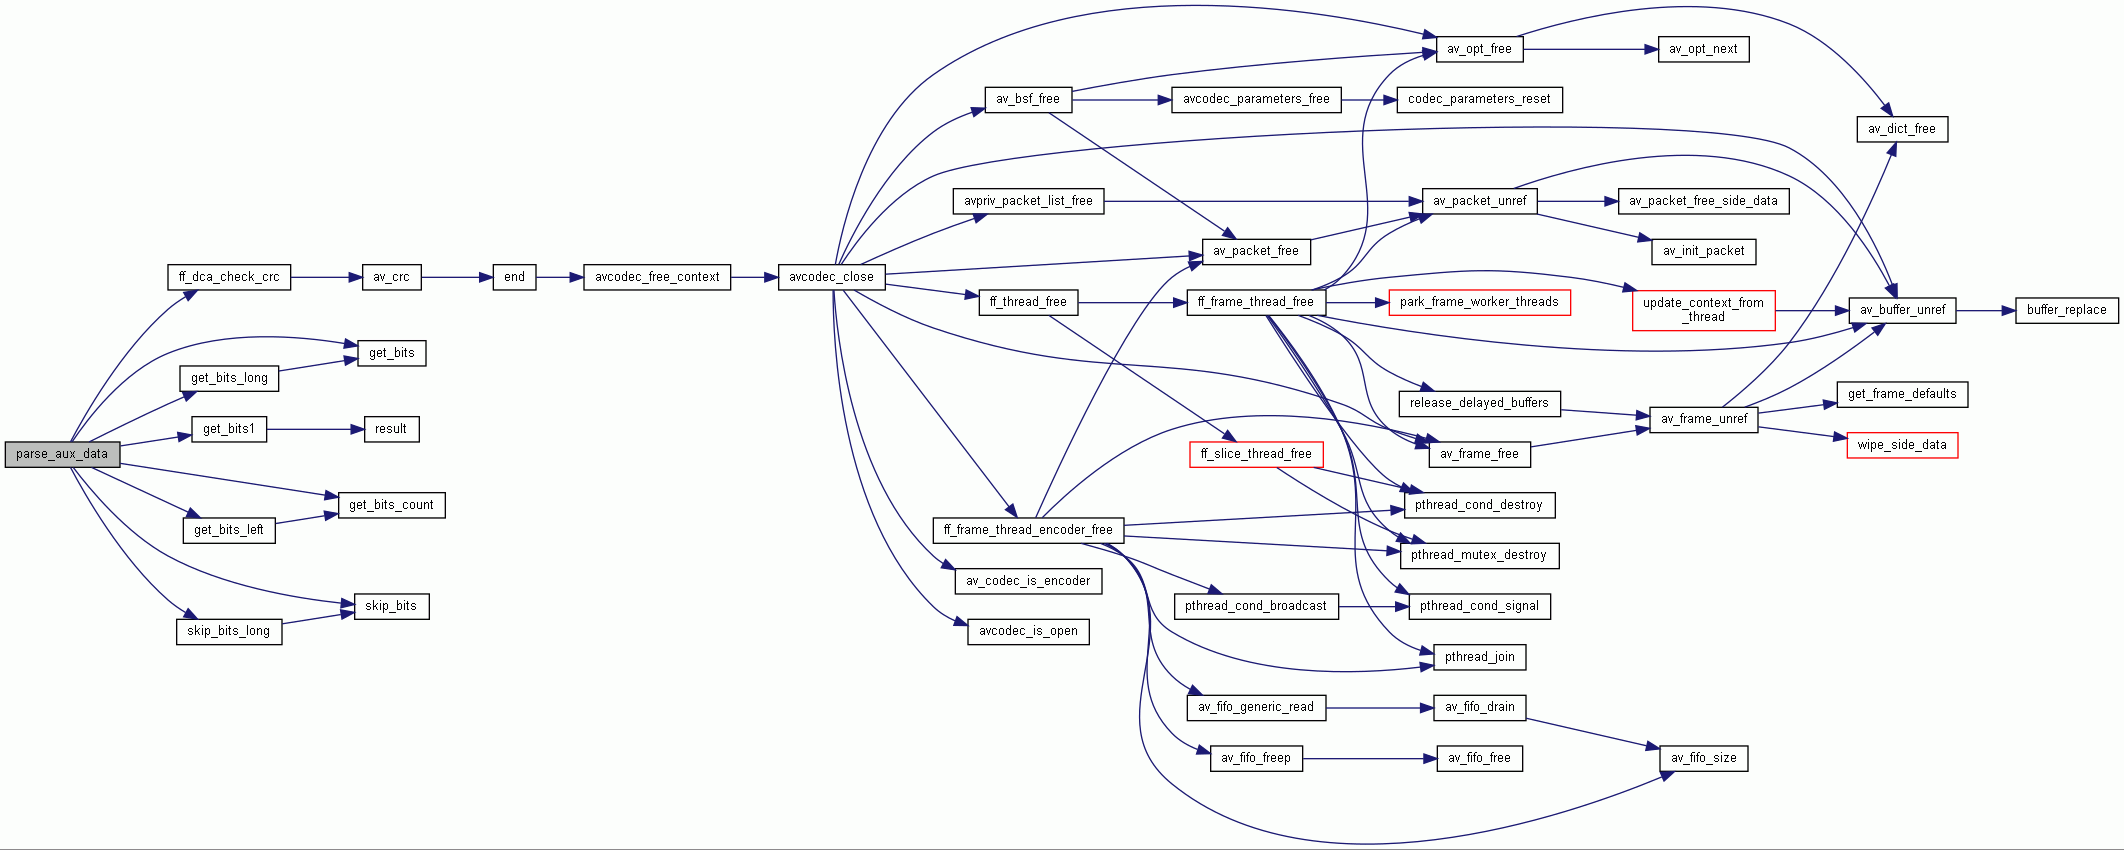 parse_aux_data
ff_dca_check_crc
get_bits_long
get_bits1
get_bits_left
skip_bits_long
av_crc
get_bits
result
get_bits_count
skip_bits
end
avcodec_free_context
avcodec_close
av_bsf_free
avpriv_packet_list_free
ff_thread_free
ff_frame_thread_encoder_free
av_codec_is_encoder
avcodec_is_open
avcodec_parameters_free
av_packet_free
ff_frame_thread_free
ff_slice_thread_free
pthread_cond_broadcast
av_fifo_generic_read
av_fifo_freep
av_opt_free
codec_parameters_reset
av_packet_unref
park_frame_worker_threads
release_delayed_buffers
av_frame_free
pthread_cond_destroy
pthread_mutex_destroy
pthread_cond_signal
pthread_join
av_fifo_drain
av_fifo_free
av_opt_next
av_packet_free_side_data
av_init_packet
update_context_from
_thread
av_frame_unref
av_fifo_size
av_dict_free
av_buffer_unref
get_frame_defaults
wipe_side_data
buffer_replace